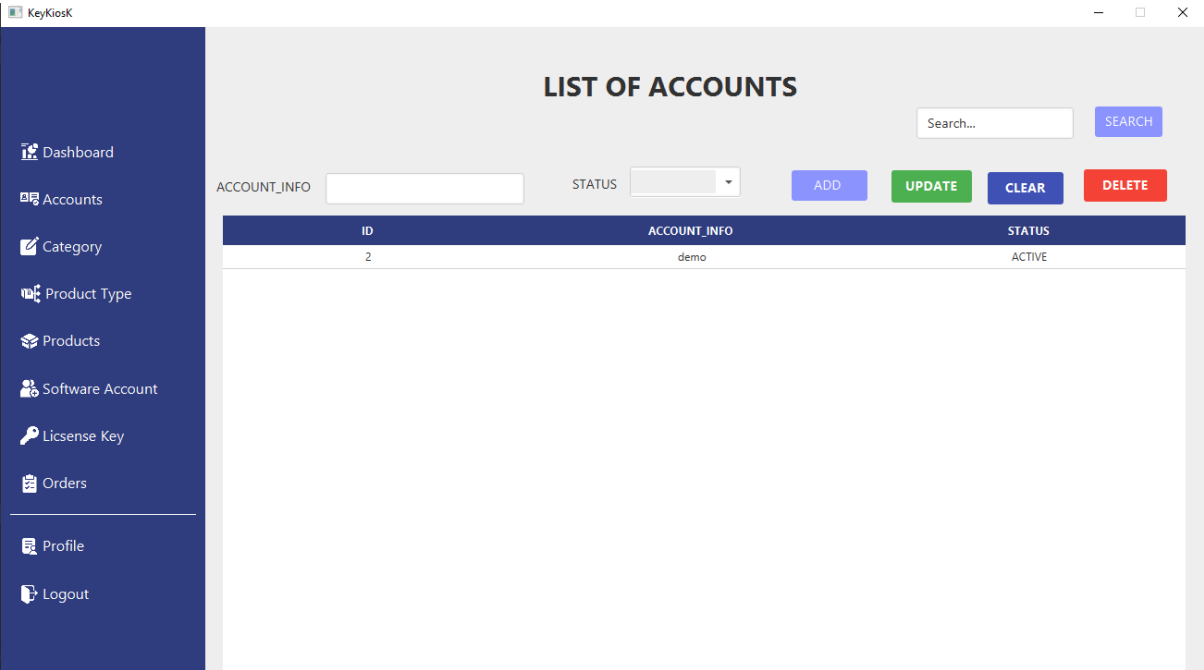 KeyKiosK
LIST OF ACCOUNTS
Search...
SEARCH
Dashboard
Accounts
Category
Product Type
Products
Software Account
Licsense Key
Orders
Profile
Logout
ACCOUNT_INFO
STATUS
ADD
UPDATE
CLEAR
DELETE
ID ACCOUNT_INFO STATUS
2 demo ACTIVE